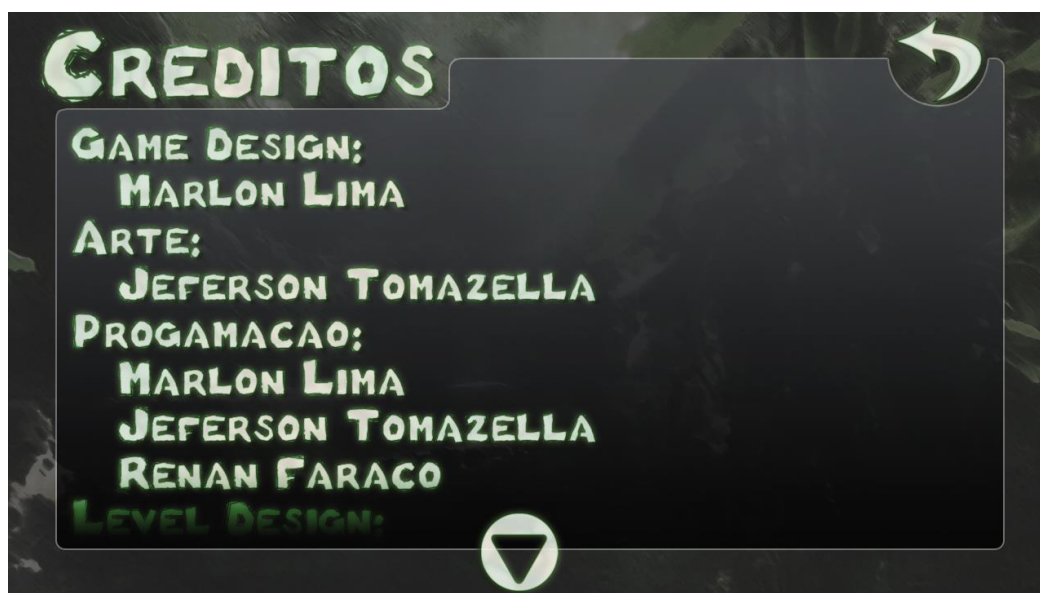 CREDITOS
GAME DESIGN:
MARLON LIMA
ARTE:
JEFERSON TOMAZELLA
PROGAMACAO:
MARLON LIMA
JEFERSON TOMAZELLA
RENAN FARACO
LEVEL DESIGN: